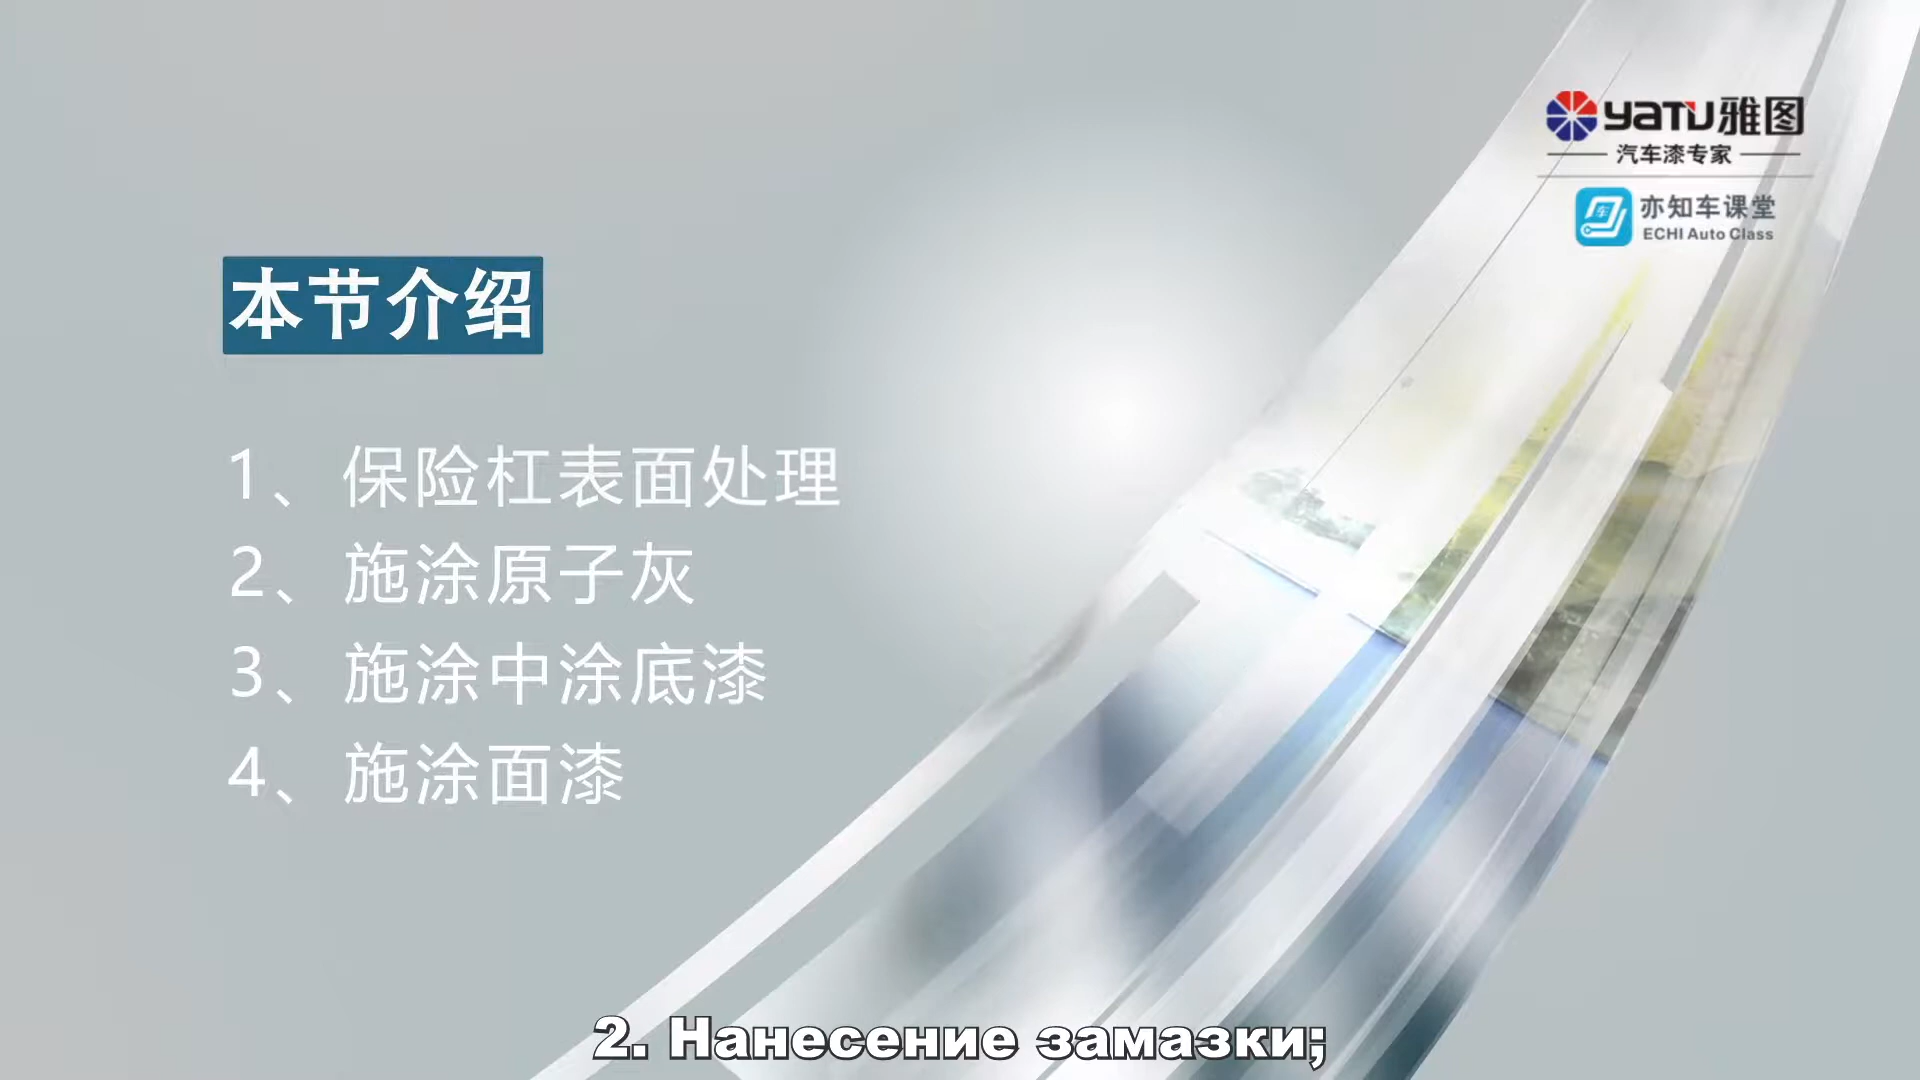 yatu雅图
汽车漆专家
亦知车课堂
ECHI Auto Class
本节介绍
1、保险杠表面处理
2、施涂原子灰
3、施涂中涂底漆
4、施涂面漆
2. Нанесение замазки;